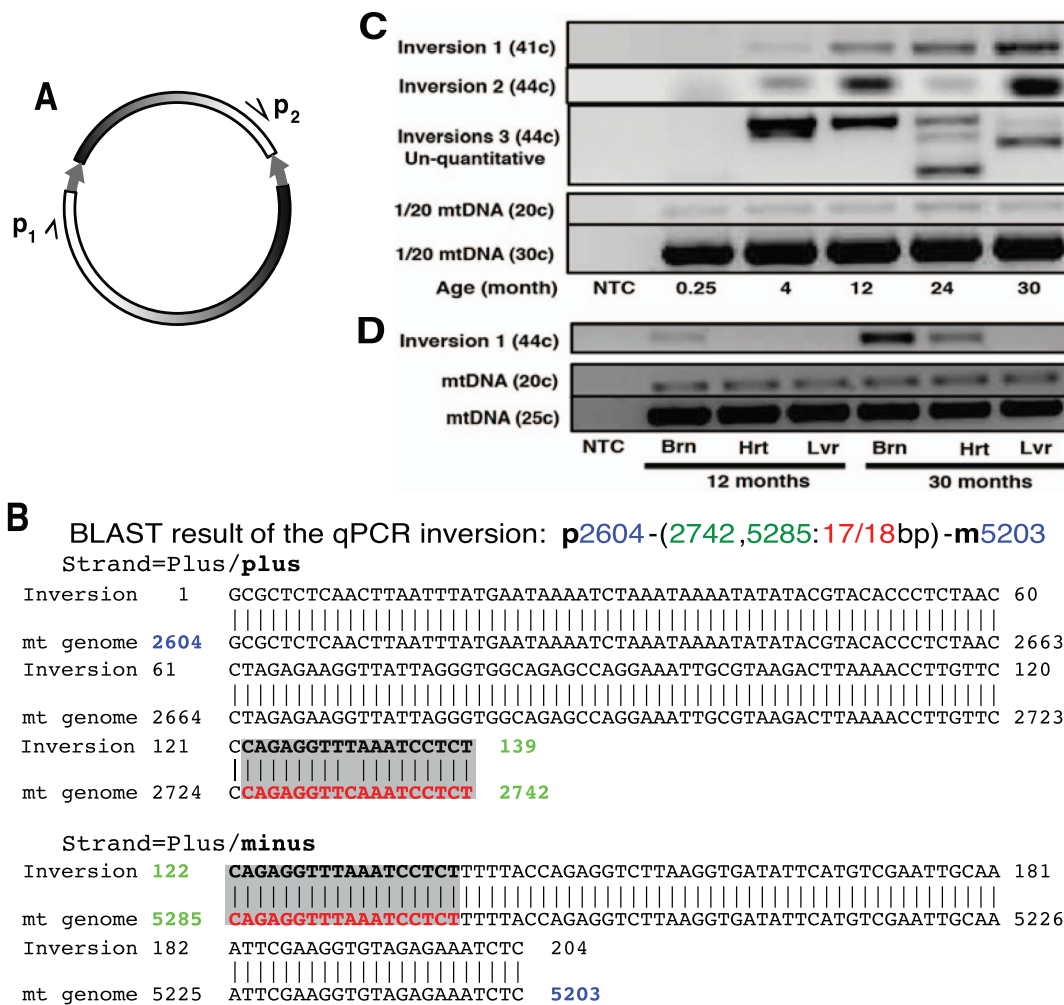 A
p1
p2
C
Inversion 1 (41c)
Inversion 2 (44c)
Inversions 3 (44c)
Un-quantitative
1/20 mtDNA (20c)
1/20 mtDNA (30c)
Age (month) NTC 0.25 4 12 24 30
D
Inversion 1 (44c)
mtDNA (20c)
mtDNA (25c)
NTC Brn Hrt Lvr Brn Hrt Lvr
12 months 30 months
B
BLAST result of the qPCR inversion: p2604-(2742,5285:17/18bp)-m5203
Strand=Plus/plus
Inversion 1 GCGCTCTCAACTTAATTTATGAATAAAATCTAAATAAAATATATACGTACACCCTCTAAC 60
mt genome 2604 GCGCTCTCAACTTAATTTATGAATAAAATCTAAATAAAATATATACGTACACCCTCTAAC 2663
Inversion 61 CTAGAGAAGGTTATTAGGGTGGCAGAGCCAGGAAATTGCGTAAGACTTAAAACCTTGTTC 120
mt genome 2664 CTAGAGAAGGTTATTAGGGTGGCAGAGCCAGGAAATTGCGTAAGACTTAAAACCTTGTTC 2723
Inversion 121 CCAGAGGTTTAAATCCTCT 139
mt genome 2724 CCAGAGGTTCAAATCCTCT 2742
Strand=Plus/minus
Inversion 122 CAGAGGTTTAAATCCTCTTTTTACCAGAGGTCTTAAGGTGATATTCATGTCGAATTGCAA 181
mt genome 5285 CAGAGGTTTAAATCCTCTTTTTACCAGAGGTCTTAAGGTGATATTCATGTCGAATTGCAA 5226
Inversion 182 ATTCGAAGGTGTAGAGAAATCTC 204
mt genome 5225 ATTCGAAGGTGTAGAGAAATCTC 5203